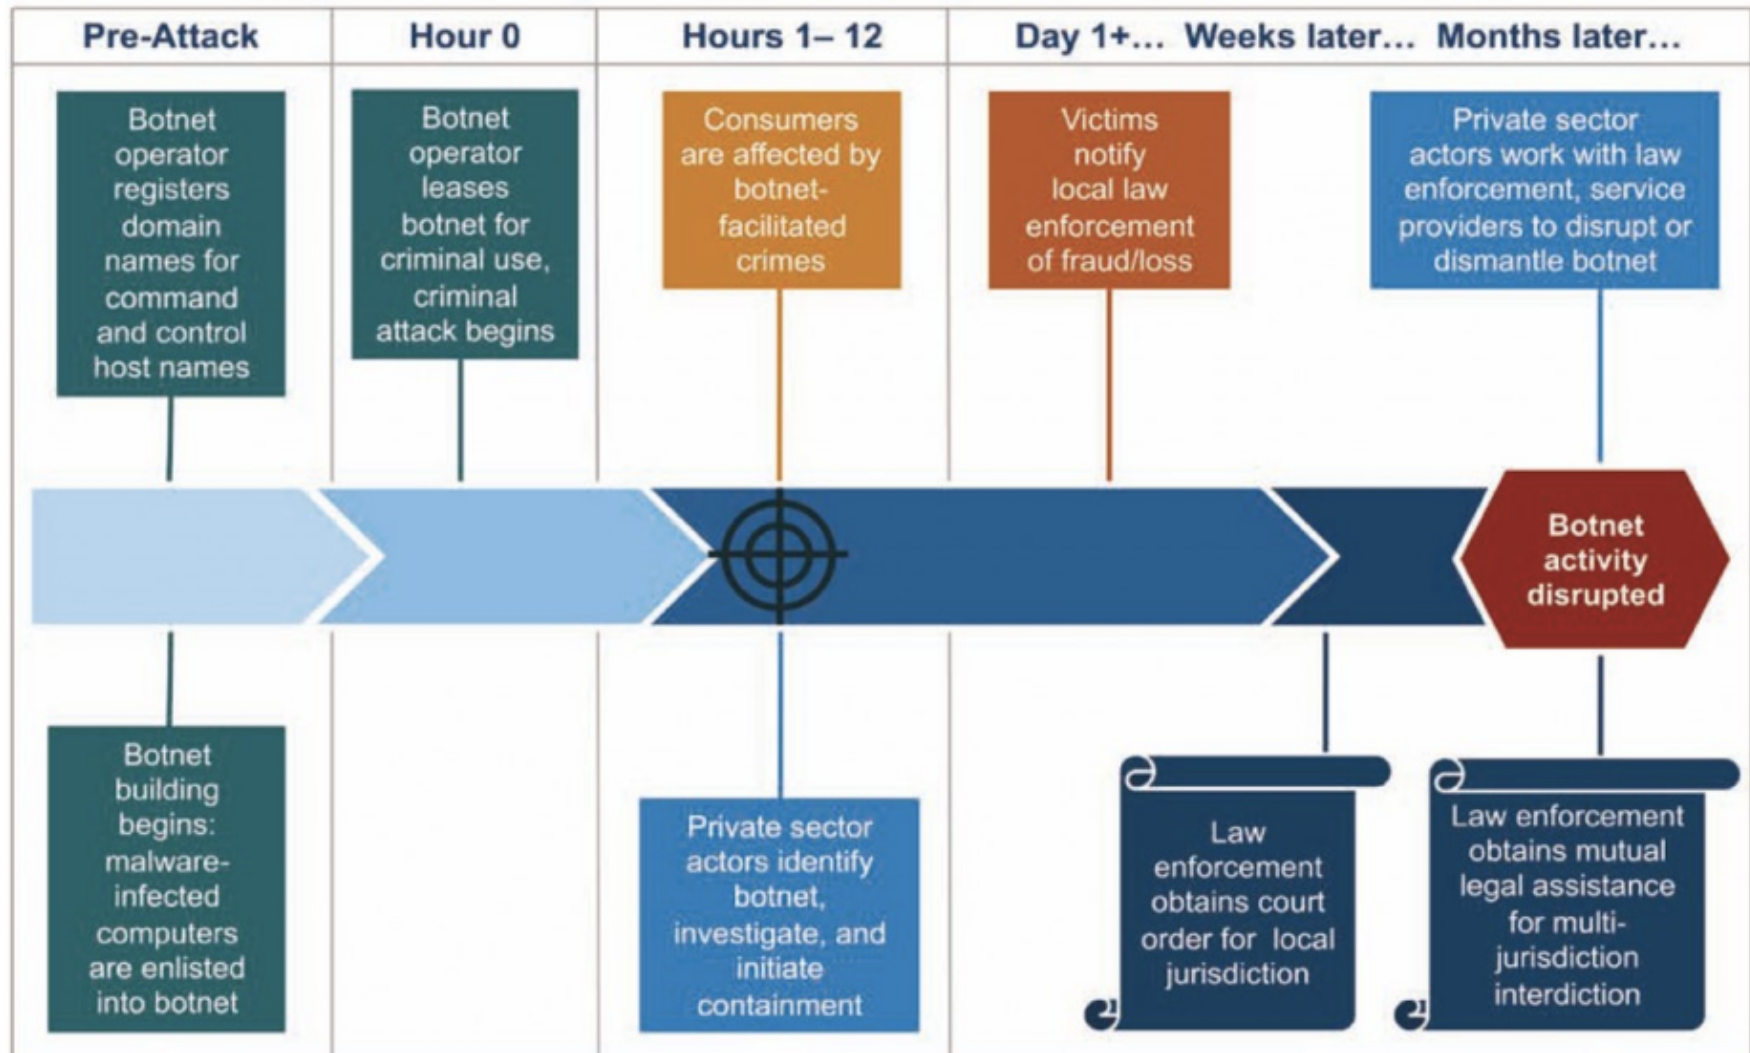 Pre-Attack
Hour 0
Hours 1– 12
Day 1+... Weeks later... Months later...
Botnet
operator
registers
domain
names for
command
and control
host names
Botnet
operator
leases
botnet for
criminal use,
criminal
attack begins
Consumers
are affected by
botnet-
facilitated
crimes
Victims
notify
local law
enforcement
of fraud/loss
Private sector
actors work with law
enforcement, service
providers to disrupt or
dismantle botnet
Botnet
activity
disrupted
Botnet
building
begins:
malware-
infected
computers
are enlisted
into botnet
Private sector
actors identify
botnet,
investigate, and
initiate
containment
Law
enforcement
obtains court
order for local
jurisdiction
Law enforcement
obtains mutual
legal assistance
for multi-
jurisdiction
interdiction